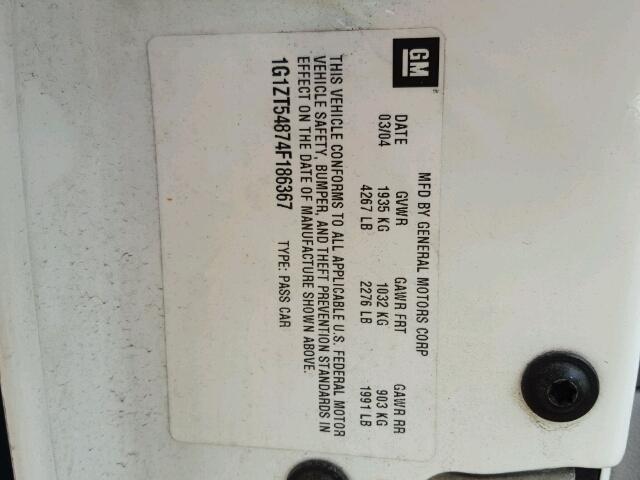 GM
MFD BY GENERAL MOTORS CORP
DATE GVWR GAWR FRT GAWR RR
03/04 1935 KG 1032 KG 903 KG
4267 LB 2276 LB 1991 LB
THIS VEHICLE CONFORMS TO ALL APPLICABLE U.S. FEDERAL MOTOR
VEHICLE SAFETY, BUMPER, AND THEFT PREVENTION STANDARDS IN
EFFECT ON THE DATE OF MANUFACTURE SHOWN ABOVE.
1G1ZT54874F186367 TYPE: PASS CAR